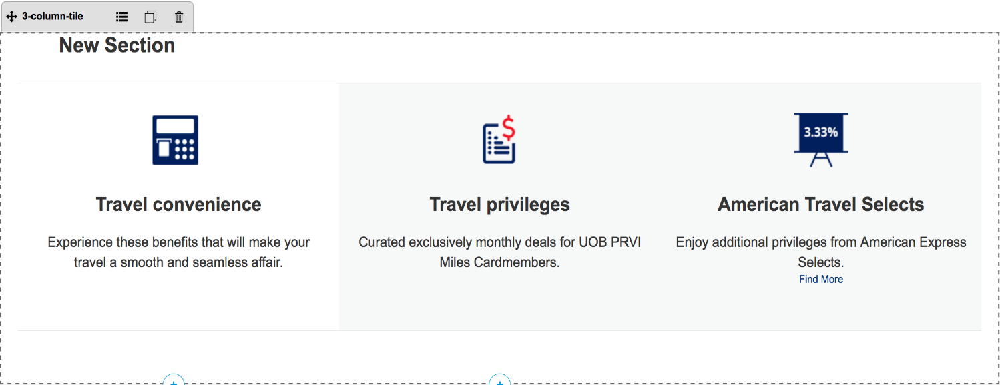 3-column-tile
New Section
3.33%
Travel convenience
Travel privileges
American Travel Selects
Experience these benefits that will make your
travel a smooth and seamless affair.
Curated exclusively monthly deals for UOB PRVI
Miles Cardmembers.
Enjoy additional privileges from American Express
Selects.
Find More